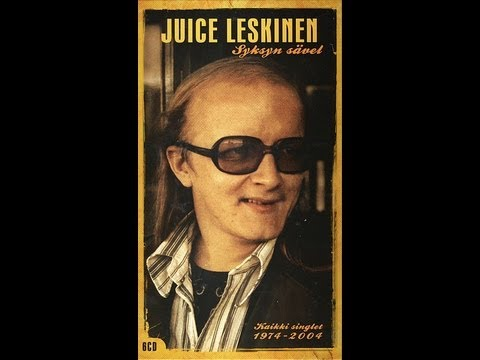 JUICE LESKINEN
Syksyn sävel
Kaikki singlet
1974-2004
6CD